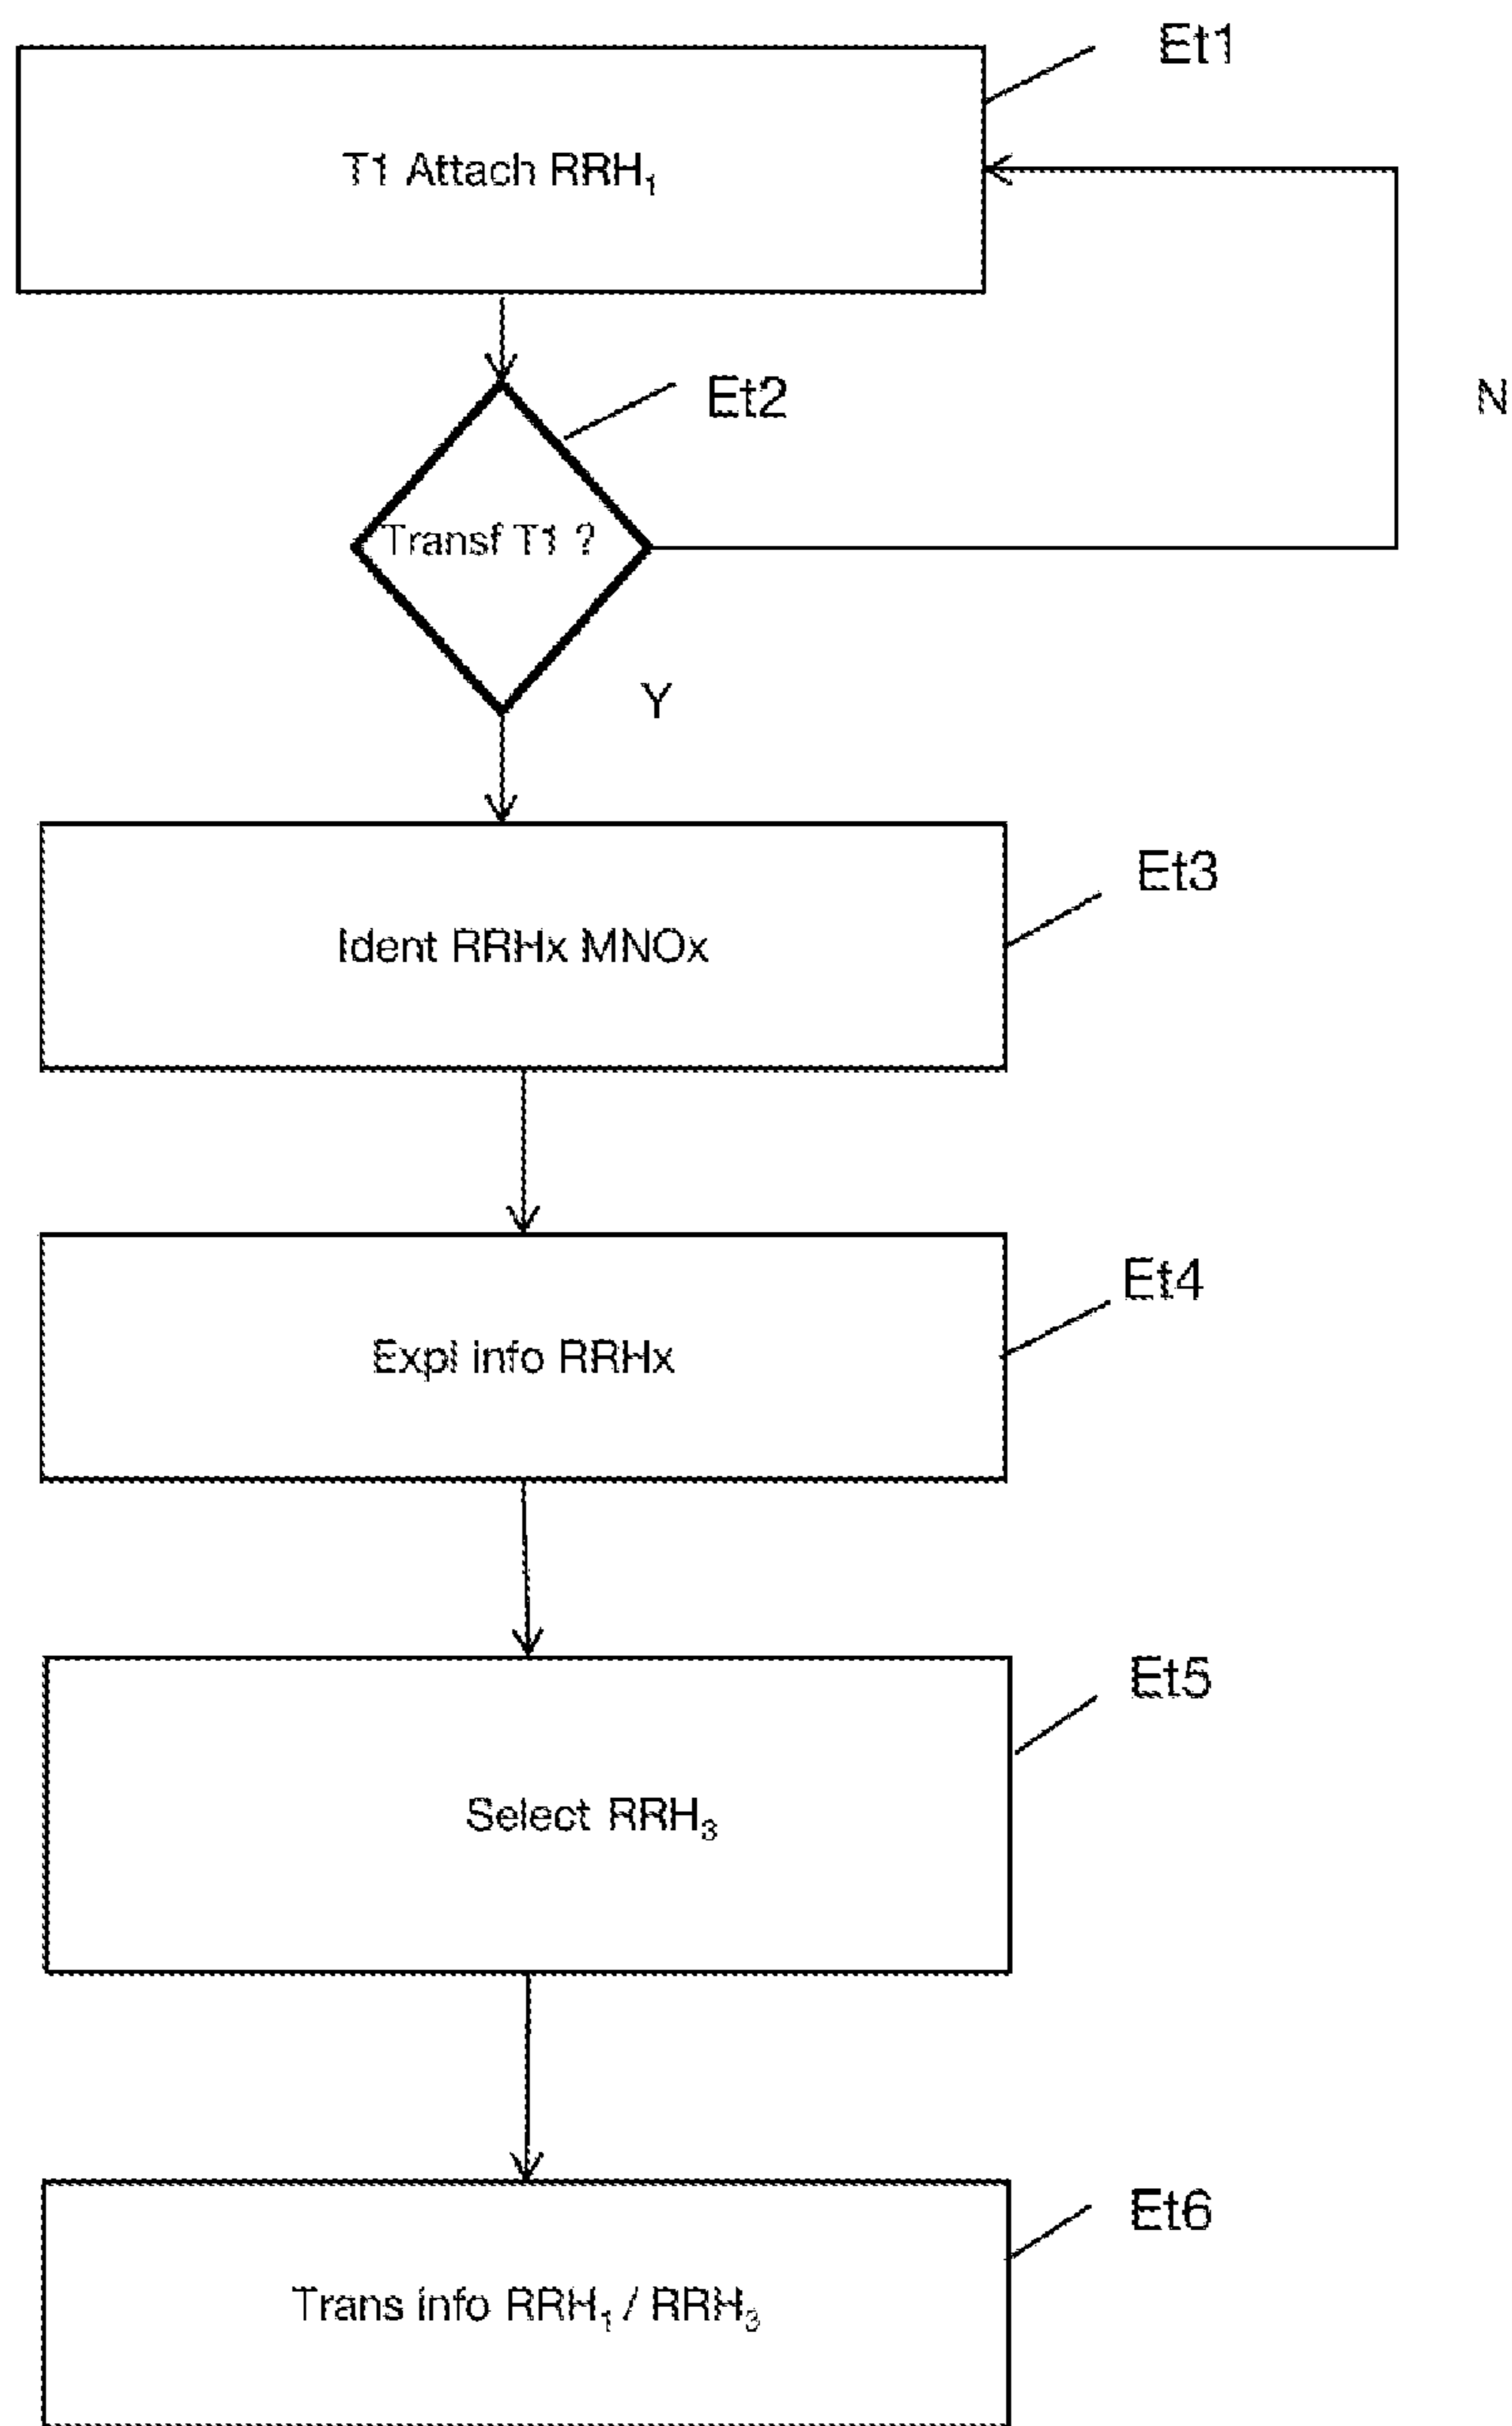 Et1
T1 Attach RRH₁
Et2
N
Transf T1 ?
Y
Et3
Ident RRHx MNOx
Et4
Expl info RRHx
Et5
Select RRH₃
Et6
Trans info RRH₁ / RRH₃